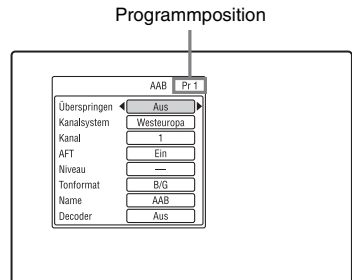 Programmposition
AAB Pr 1
Überspringen Aus
Kanalsystem Westeuropa
Kanal 1
AFT Ein
Niveau —
Tonformat B/G
Name AAB
Decoder Aus